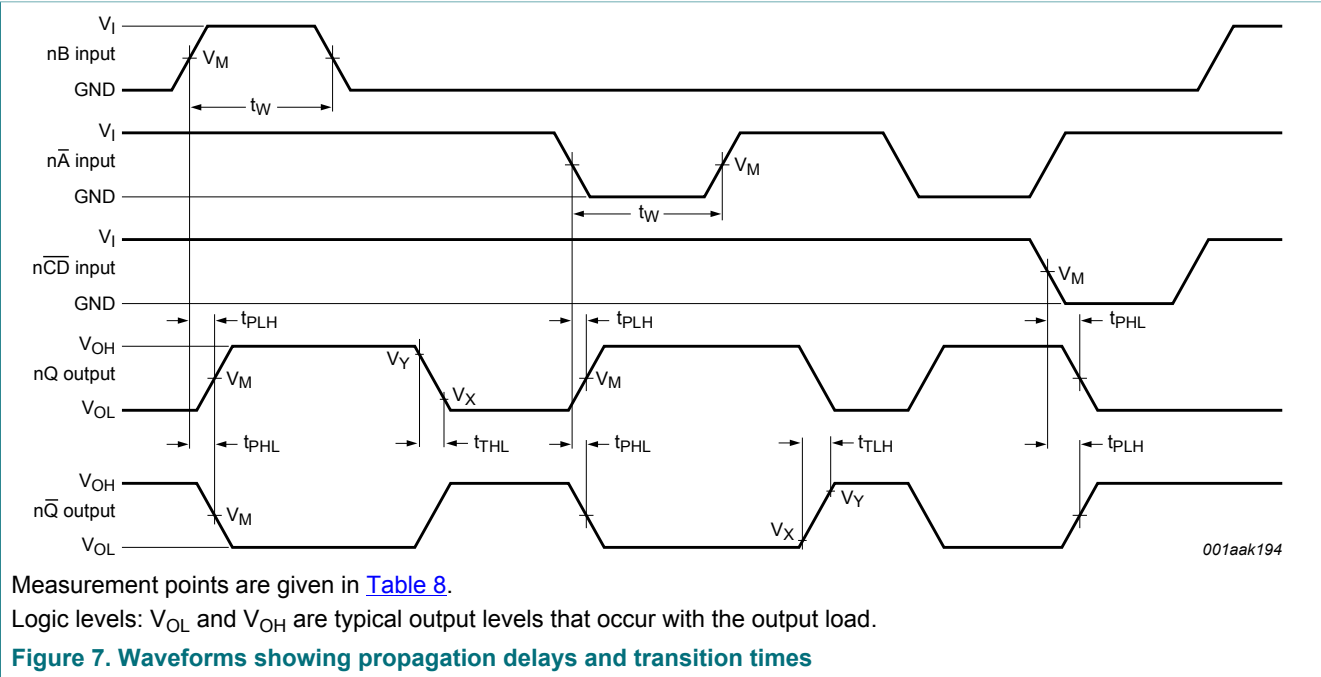 V_I
nB input
V_M
GND
t_W
V_I
nA̅ input
V_M
GND
t_W
V_I
nC̅D̅ input
V_M
GND
t_PLH
t_PLH
t_PHL
V_OH
V_Y
nQ output
V_M
V_M
V_X
V_OL
t_PHL
t_THL
t_PHL
t_TLH
t_PLH
V_OH
V_Y
nQ̅ output
V_M
V_X
V_OL
001aak194
Measurement points are given in Table 8.
Logic levels: V_OL and V_OH are typical output levels that occur with the output load.
Figure 7. Waveforms showing propagation delays and transition times